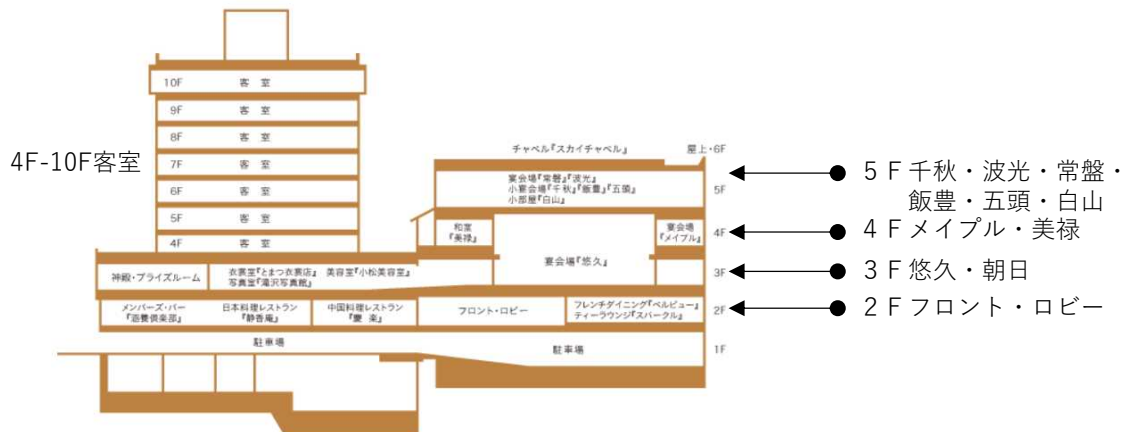 10F 客 室
9F 客 室
8F 客 室
7F 客 室
6F 客 室
5F 客 室
4F 客 室
4F-10F客室
チャペル『スカイチャペル』 屋上・6F
宴会場『常磐』『波光』
小宴会場『千秋』『飯豊』『五頭』
小部屋『白山』
5F
和室
『美禄』
宴会場
『メイプル』
4F
宴会場『悠久』
3F
神殿・ブライズルーム
衣裳室『とまつ衣裳店』 美容室『小松美容室』
写真室『滝沢写真館』
メンバーズ・バー
『遊賓倶楽部』
日本料理レストラン
『静香庵』
中国料理レストラン
『慶 楽』
フロント・ロビー
フレンチダイニング『ベルビュー』
ティーラウンジ『スパークル』
2F
駐車場
駐車場
1F
5F千秋・波光・常盤・
飯豊・五頭・白山
4Fメイプル・美禄
3F悠久・朝日
2Fフロント・ロビー